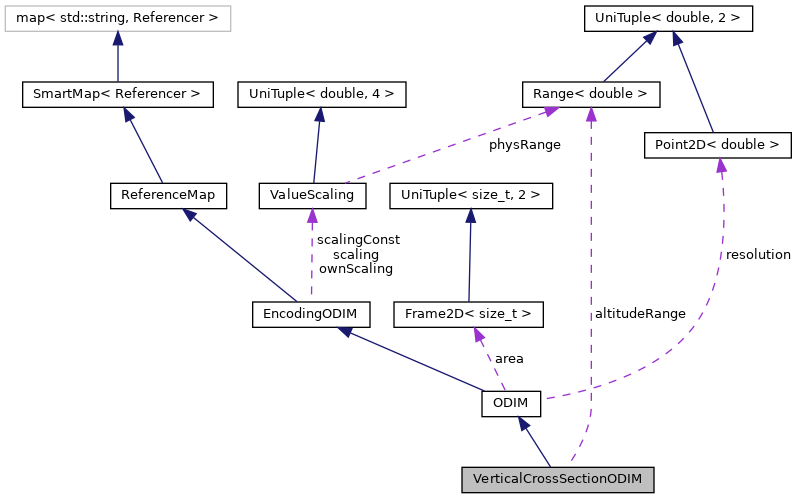 map< std::string, Referencer >
UniTuple< double, 2 >
SmartMap< Referencer >
UniTuple< double, 4 >
Range< double >
physRange
Point2D< double >
ReferenceMap
ValueScaling
UniTuple< size_t, 2 >
scalingConst
scaling
ownScaling
resolution
EncodingODIM
Frame2D< size_t >
altitudeRange
area
ODIM
VerticalCrossSectionODIM